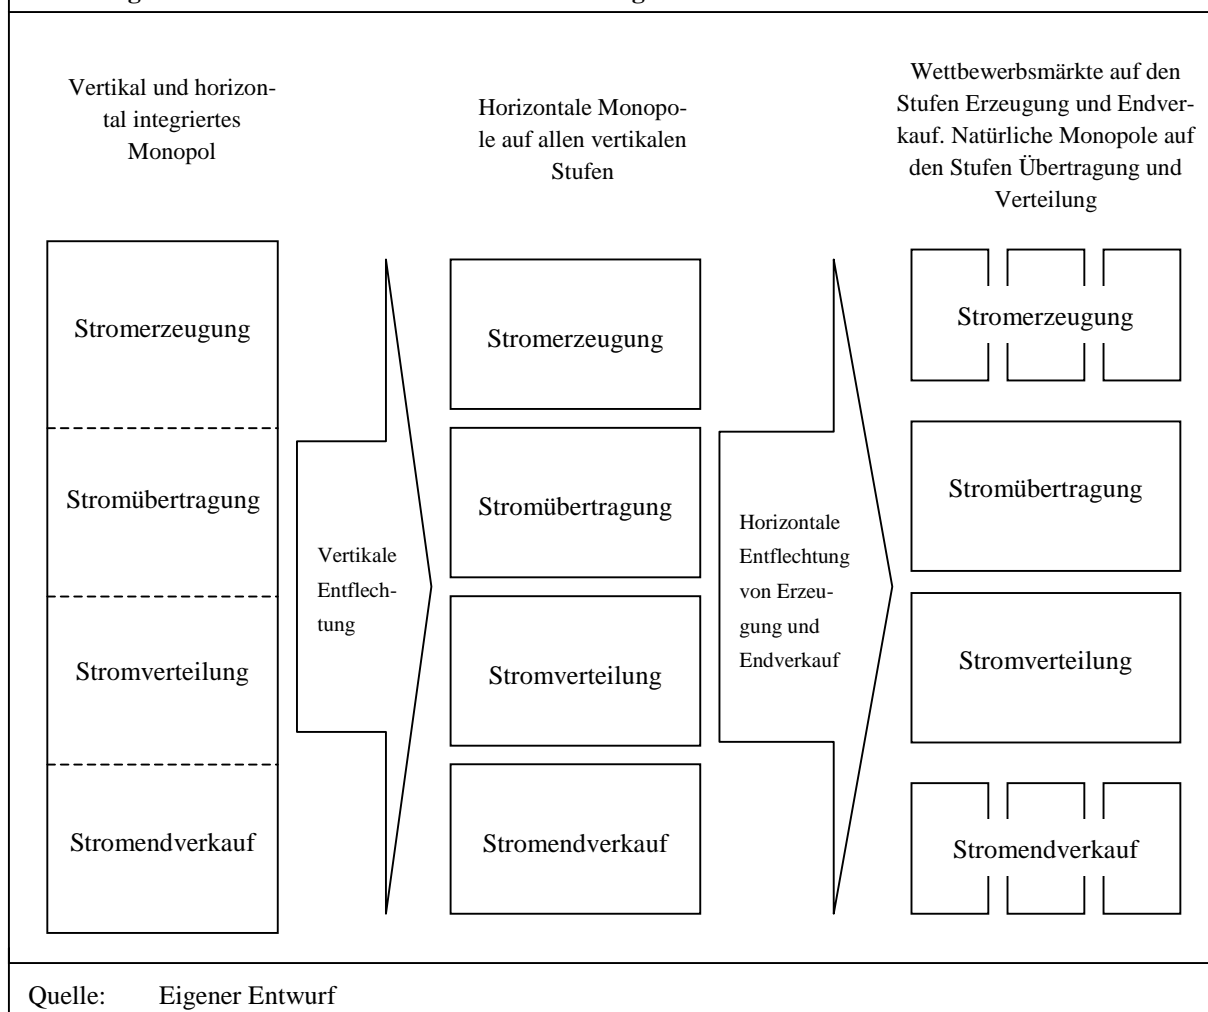 Vertikal und horizon-
tal integriertes
Monopol
Horizontale Monopo-
le auf allen vertikalen
Stufen
Wettbewerbsmärkte auf den
Stufen Erzeugung und Endver-
kauf. Natürliche Monopole auf
den Stufen Übertragung und
Verteilung
Stromerzeugung
Stromübertragung
Stromverteilung
Stromendverkauf
Vertikale
Entflech-
tung
Stromerzeugung
Stromübertragung
Stromverteilung
Stromendverkauf
Horizontale
Entflechtung
von Erzeu-
gung und
Endverkauf
Stromerzeugung
Stromübertragung
Stromverteilung
Stromendverkauf
Quelle: Eigener Entwurf